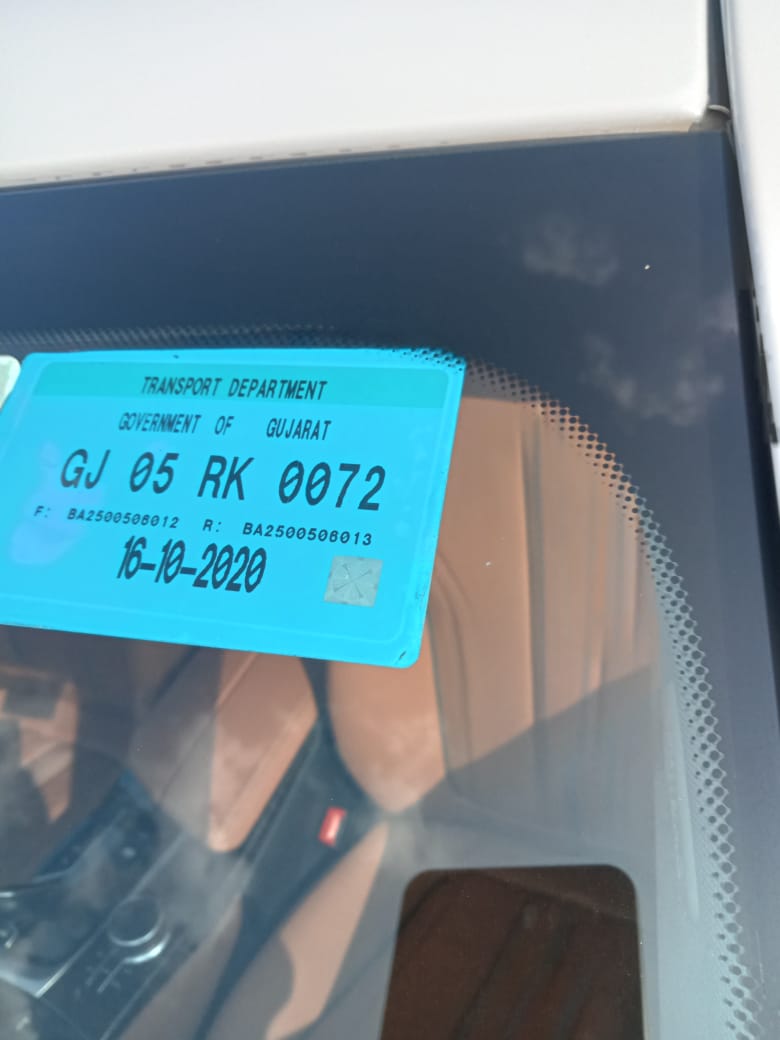 TRANSPORT DEPARTMENT
GOVERNMENT OF GUJARAT
GJ 05 RK 0072
F: BA2500506012 R: BA2500506013
16-10-2020